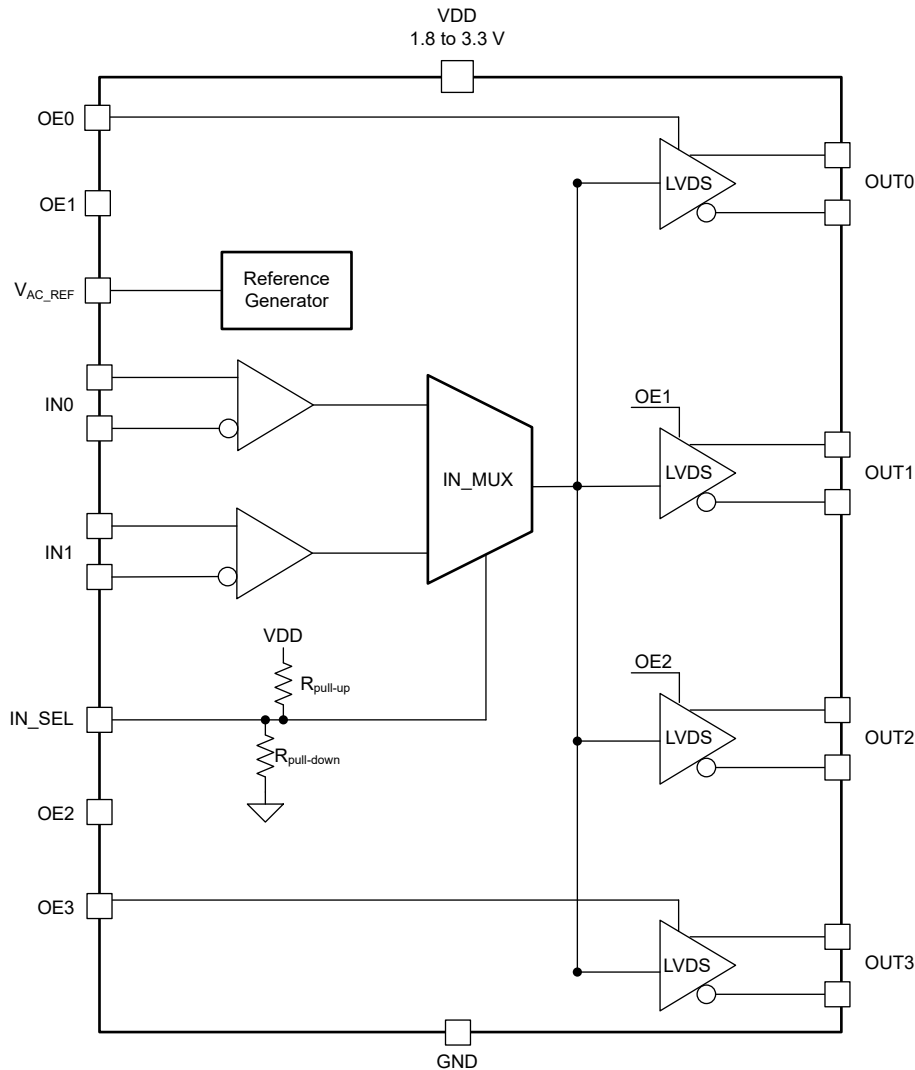 VDD
1.8 to 3.3 V
OE0
LVDS
OUT0
OE1
Reference
Generator
VAC_REF
IN0
OE1
LVDS
OUT1
IN_MUX
IN1
VDD
Rpull-up
OE2
IN_SEL
LVDS
OUT2
Rpull-down
OE2
OE3
LVDS
OUT3
GND